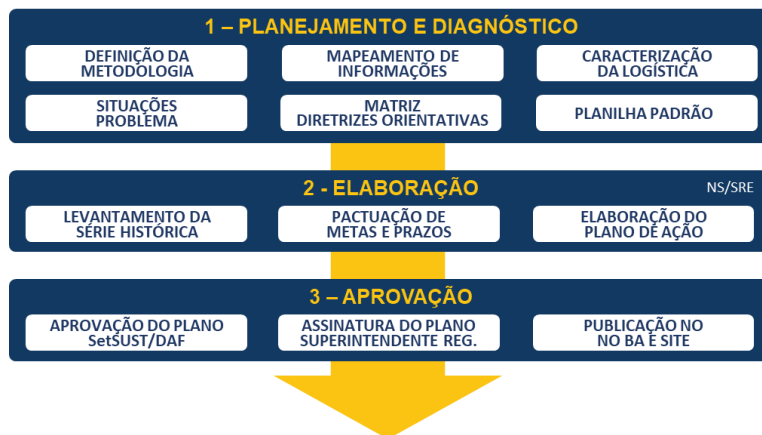 1 – PLANEJAMENTO E DIAGNÓSTICO
DEFINIÇÃO DA
METODOLOGIA
MAPEAMENTO DE
INFORMAÇÕES
CARACTERIZAÇÃO
DA LOGÍSTICA
SITUAÇÕES
PROBLEMA
MATRIZ
DIRETRIZES ORIENTATIVAS
PLANILHA PADRÃO
2 - ELABORAÇÃO
NS/SRE
LEVANTAMENTO DA
SÉRIE HISTÓRICA
PACTUAÇÃO DE
METAS E PRAZOS
ELABORAÇÃO DO
PLANO DE AÇÃO
3 – APROVAÇÃO
APROVAÇÃO DO PLANO
SetSUST/DAF
ASSINATURA DO PLANO
SUPERINTENDENTE REG.
PUBLICAÇÃO NO
NO BA E SITE